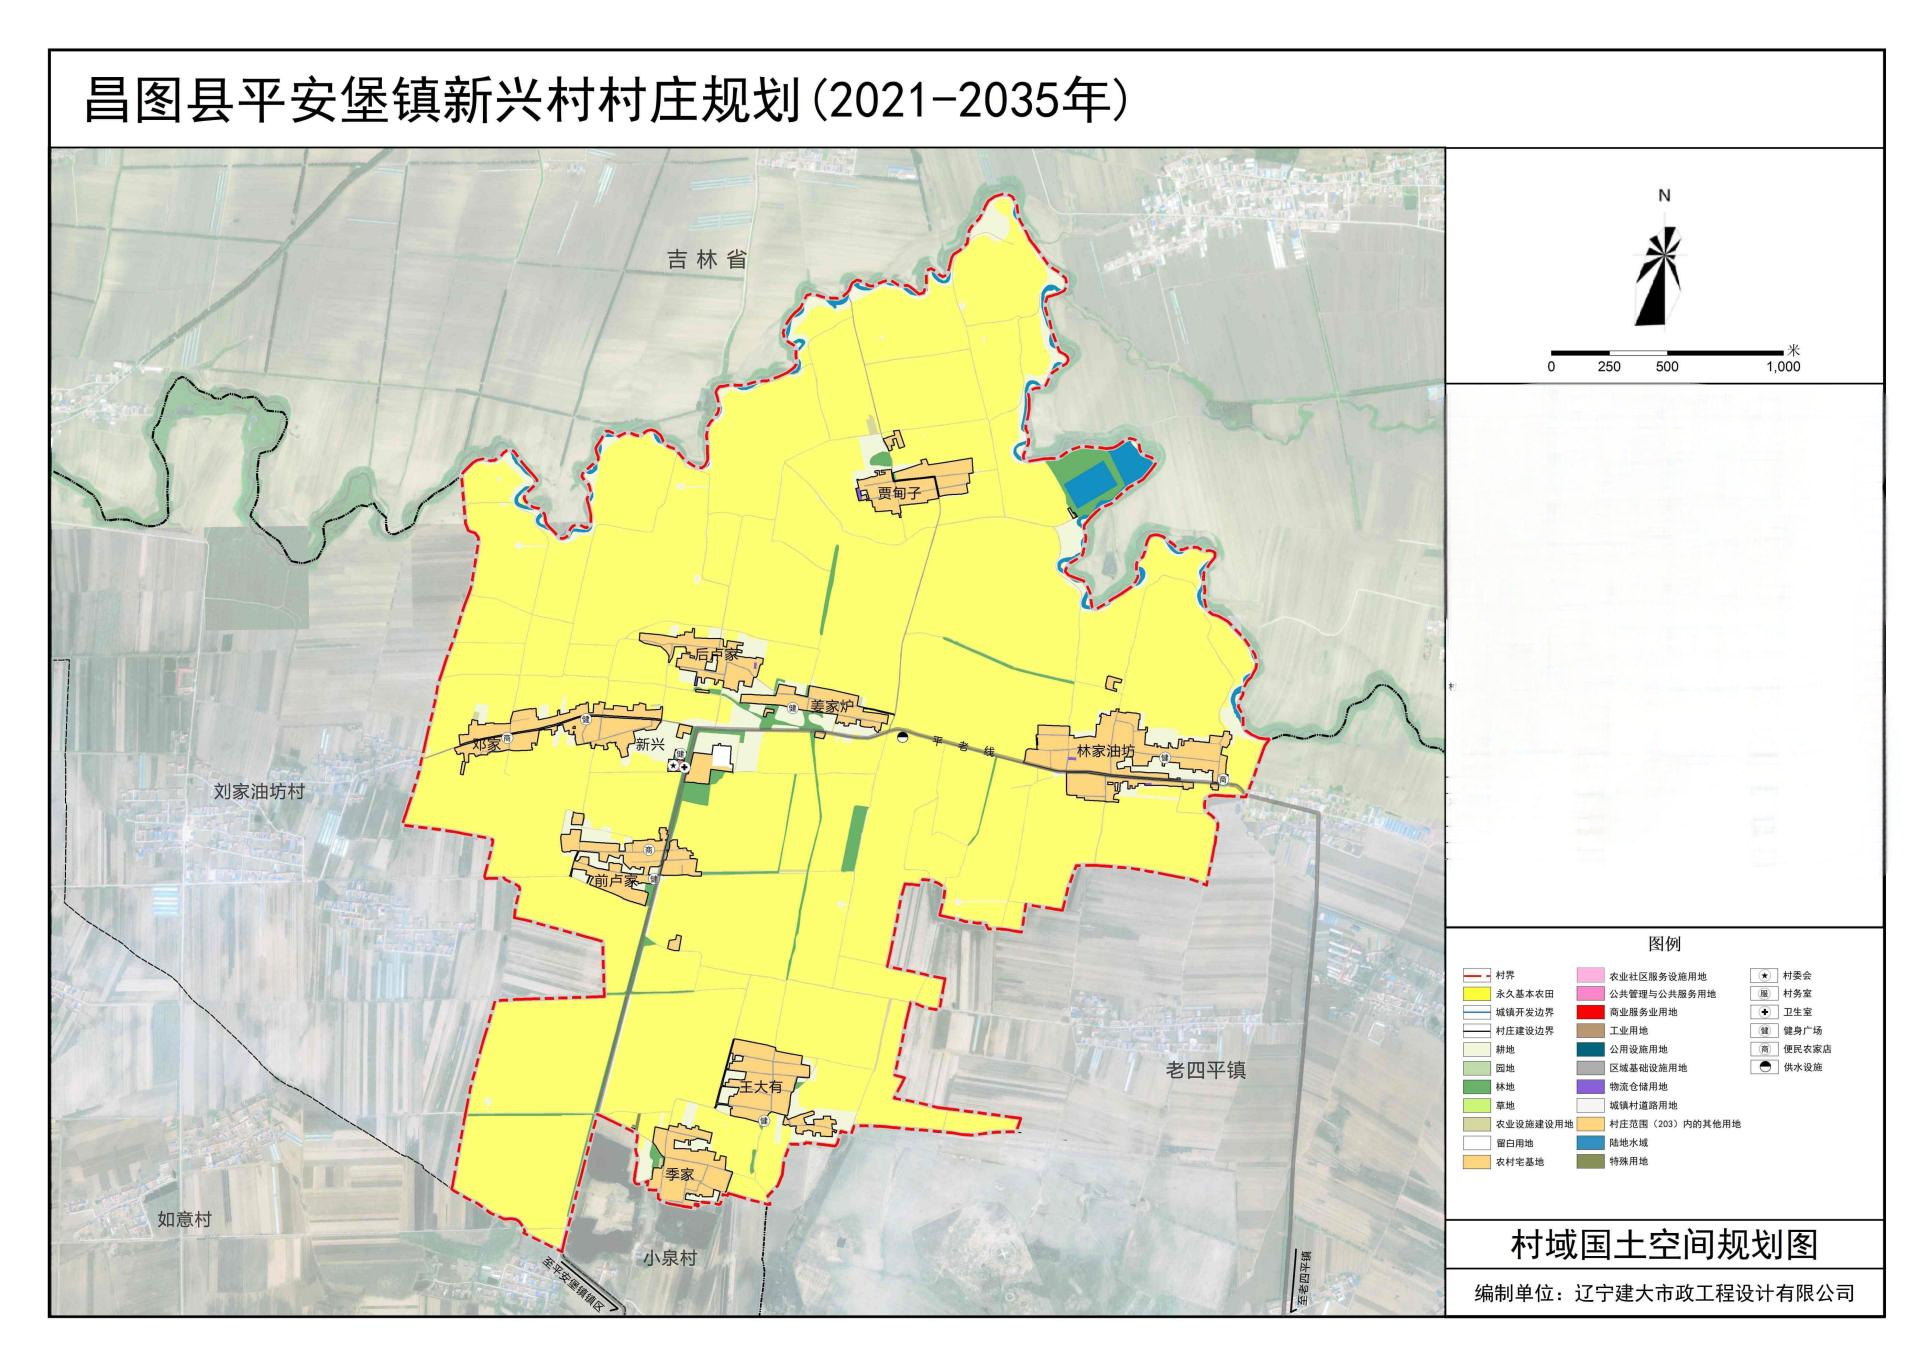 昌图县平安堡镇新兴村村庄规划(2021-2035年)
吉林省
N
米
0 250 500 1,000
贾甸子
后卢家
姜家炉
健
健
邓家
商
新兴
健
平老线
林家油坊
健
商
刘家油坊村
商
前卢家
健
老四平镇
王大有
健
季家
如意村
小泉村
至平安堡镇镇区
至老四平镇
图例
村界
永久基本农田
城镇开发边界
村庄建设边界
耕地
园地
林地
草地
农业设施建设用地
留白用地
农村宅基地
农业社区服务设施用地
公共管理与公共服务用地
商业服务业用地
工业用地
公用设施用地
区域基础设施用地
物流仓储用地
城镇村道路用地
村庄范围（203）内的其他用地
陆地水域
特殊用地
村委会
服 村务室
卫生室
健 健身广场
商 便民农家店
供水设施
村域国土空间规划图
编制单位：辽宁建大市政工程设计有限公司